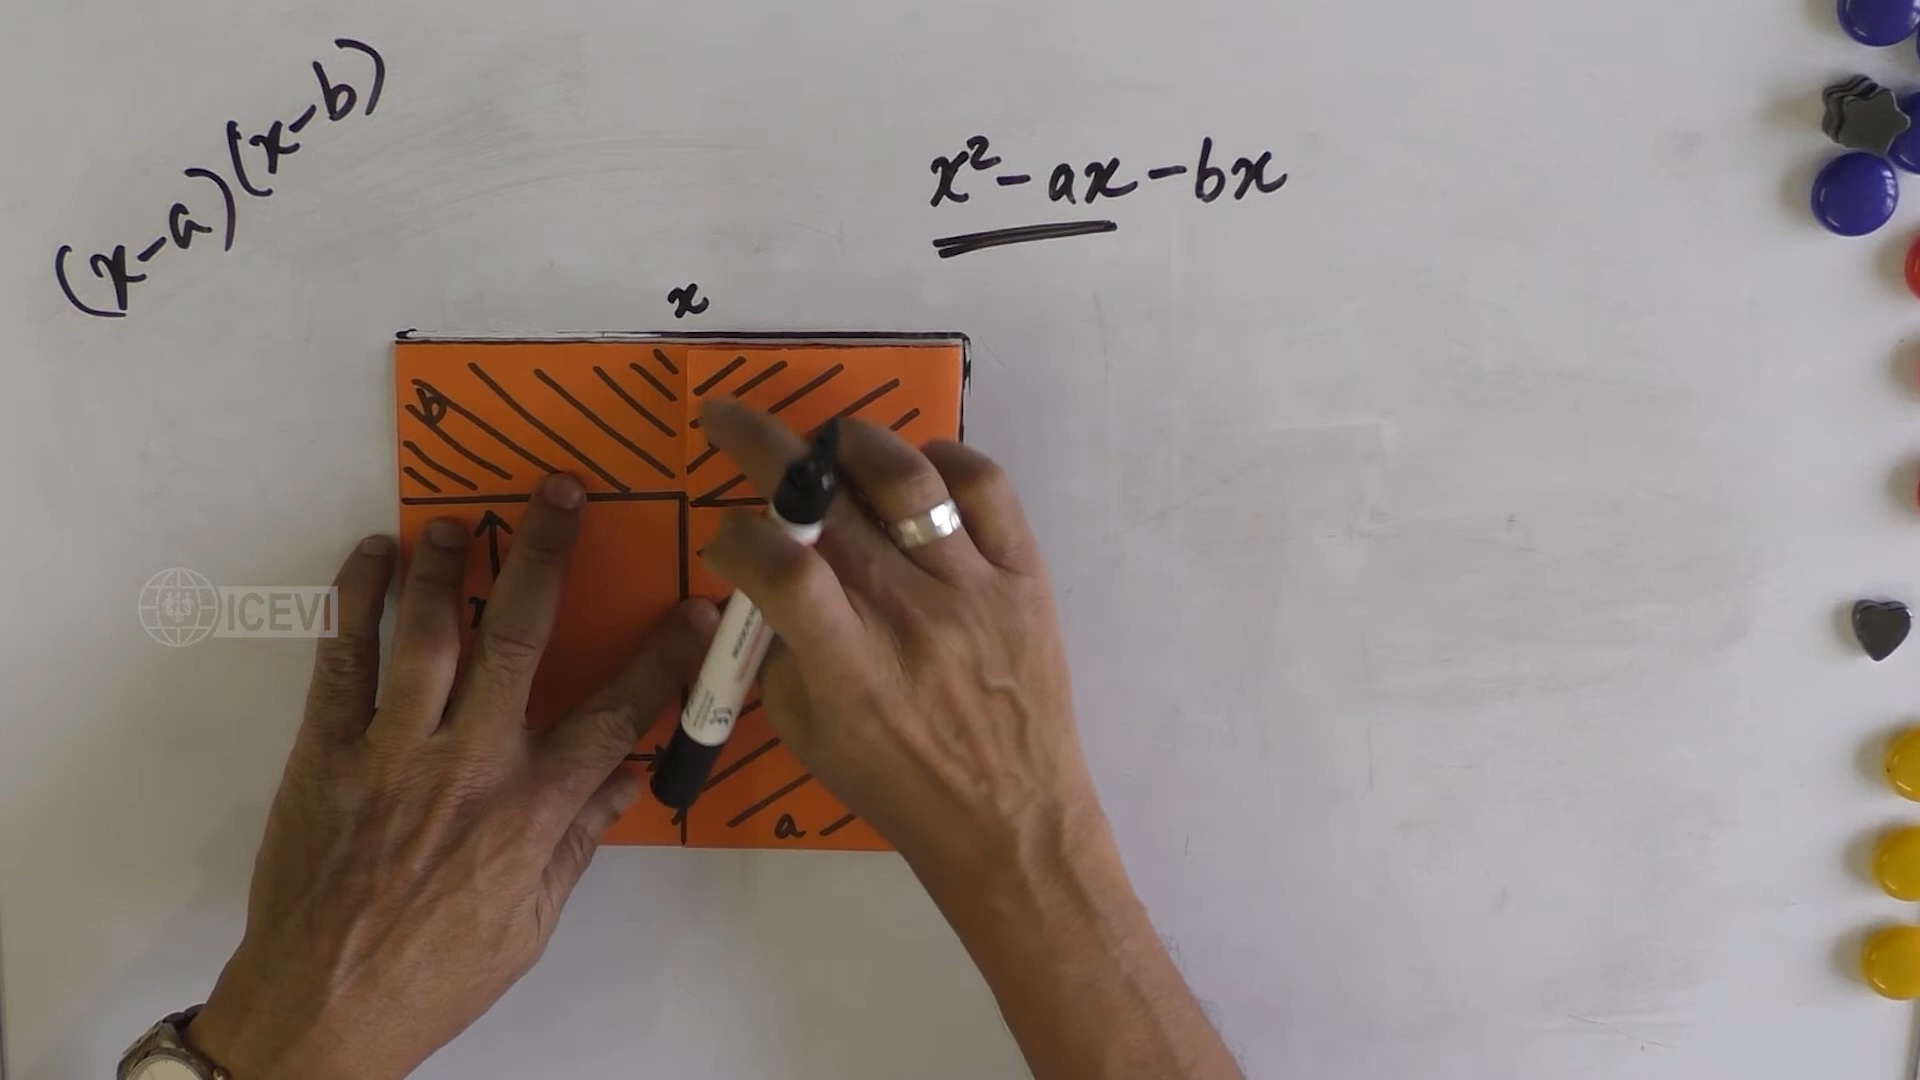 (x-a)(x-b)
x² - ax - bx
x
b
ICEVI
a